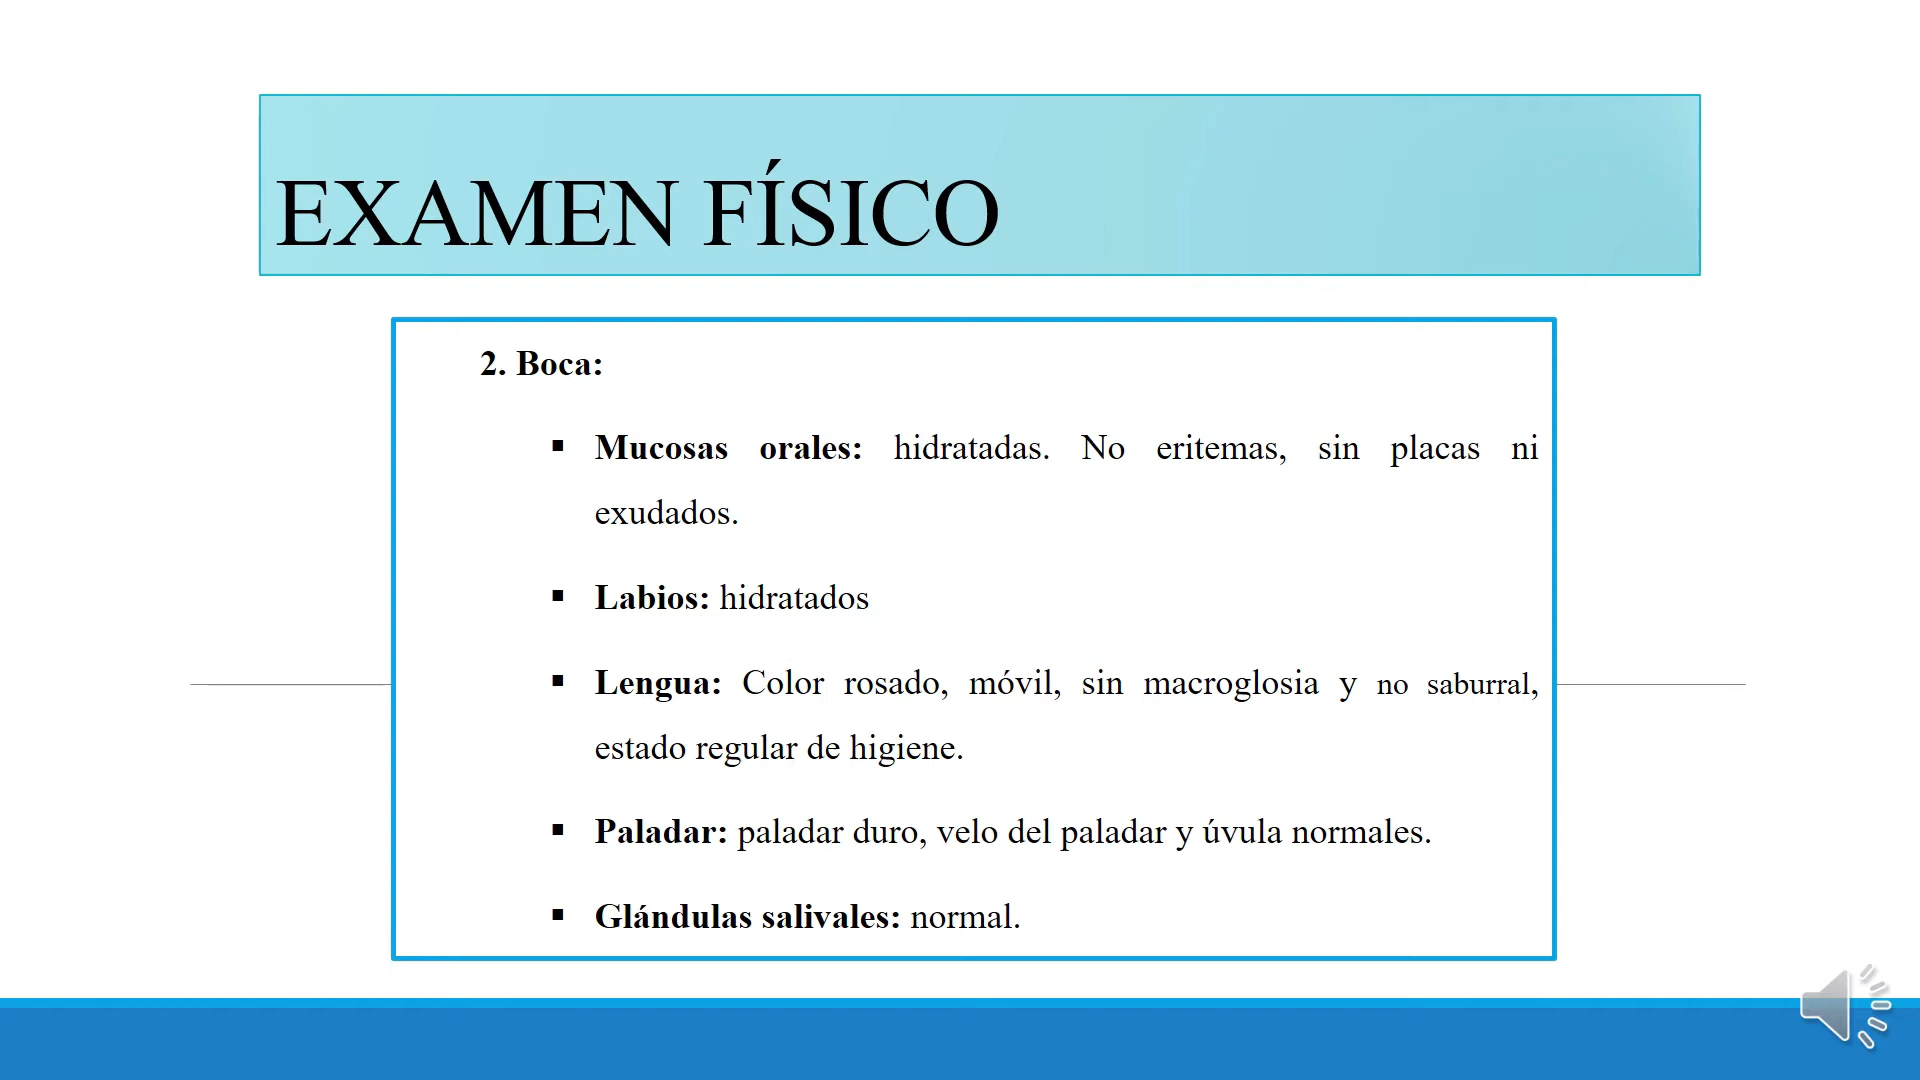 EXAMEN FÍSICO
2. Boca:
▪ Mucosas orales: hidratadas. No eritemas, sin placas ni
exudados.
▪ Labios: hidratados
▪ Lengua: Color rosado, móvil, sin macroglosia y no saburral,
estado regular de higiene.
▪ Paladar: paladar duro, velo del paladar y úvula normales.
▪ Glándulas salivales: normal.